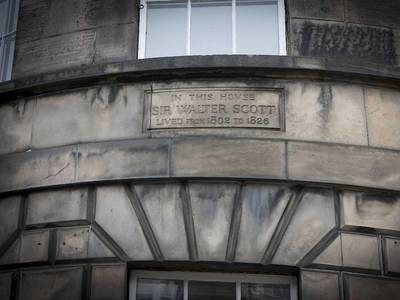 IN THIS HOUSE
SIR WALTER SCOTT
LIVED FROM 1802 TO 1826